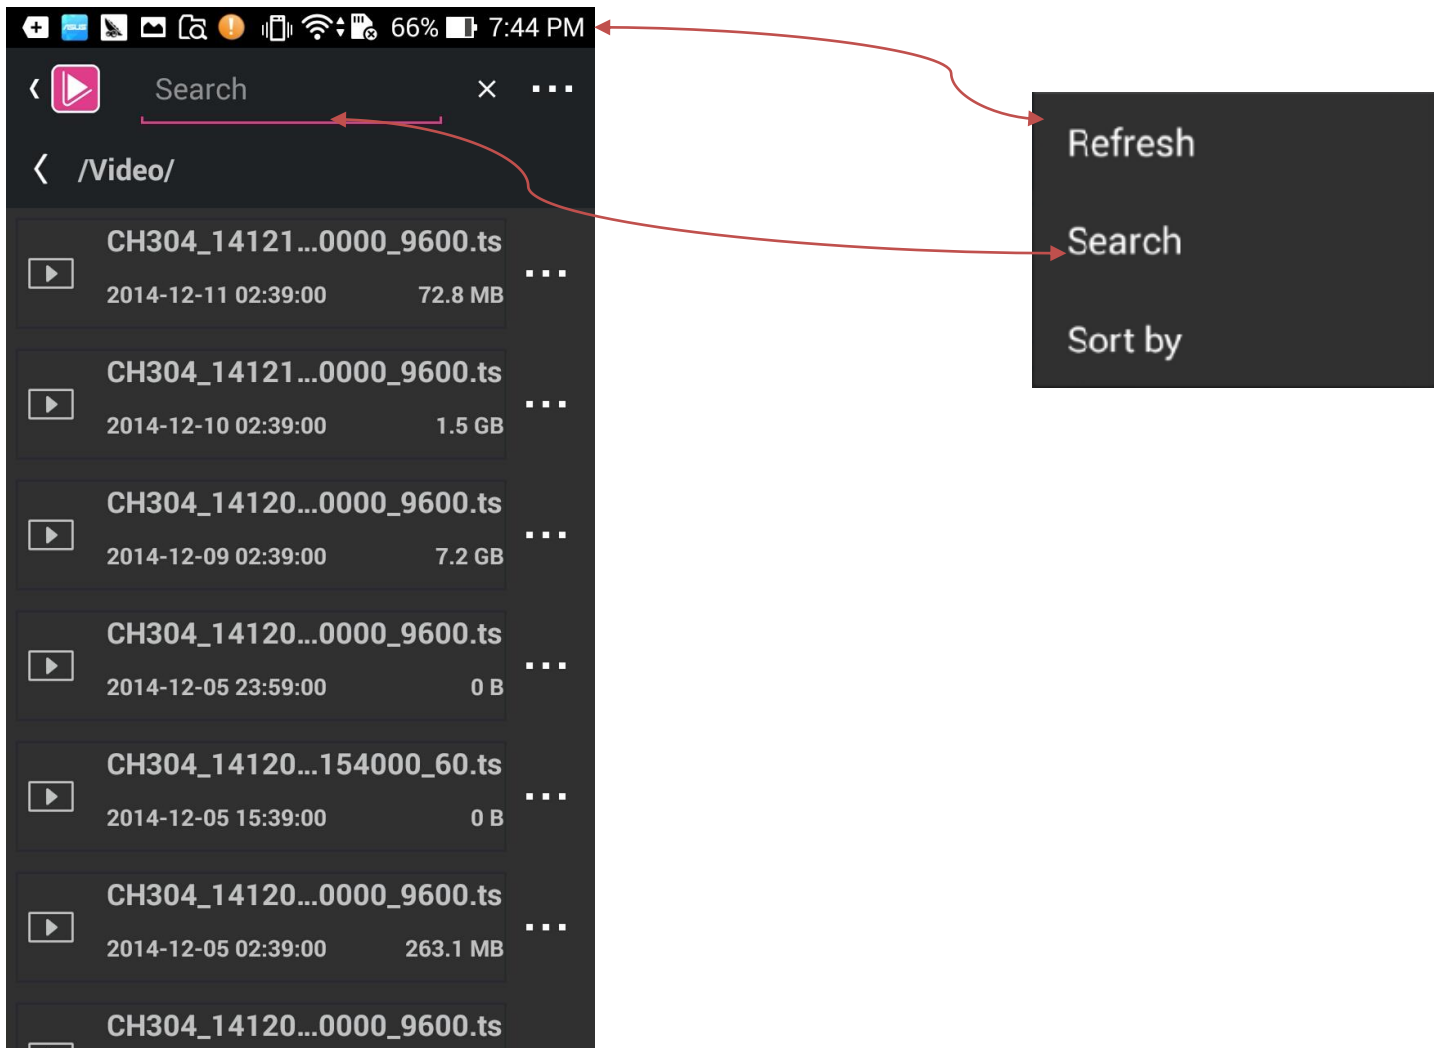 66% 7:44 PM
Search
/Video/
CH304_14121...0000_9600.ts
2014-12-11 02:39:00 72.8 MB
CH304_14121...0000_9600.ts
2014-12-10 02:39:00 1.5 GB
CH304_14120...0000_9600.ts
2014-12-09 02:39:00 7.2 GB
CH304_14120...0000_9600.ts
2014-12-05 23:59:00 0 B
CH304_14120...154000_60.ts
2014-12-05 15:39:00 0 B
CH304_14120...0000_9600.ts
2014-12-05 02:39:00 263.1 MB
CH304_14120...0000_9600.ts
Refresh
Search
Sort by